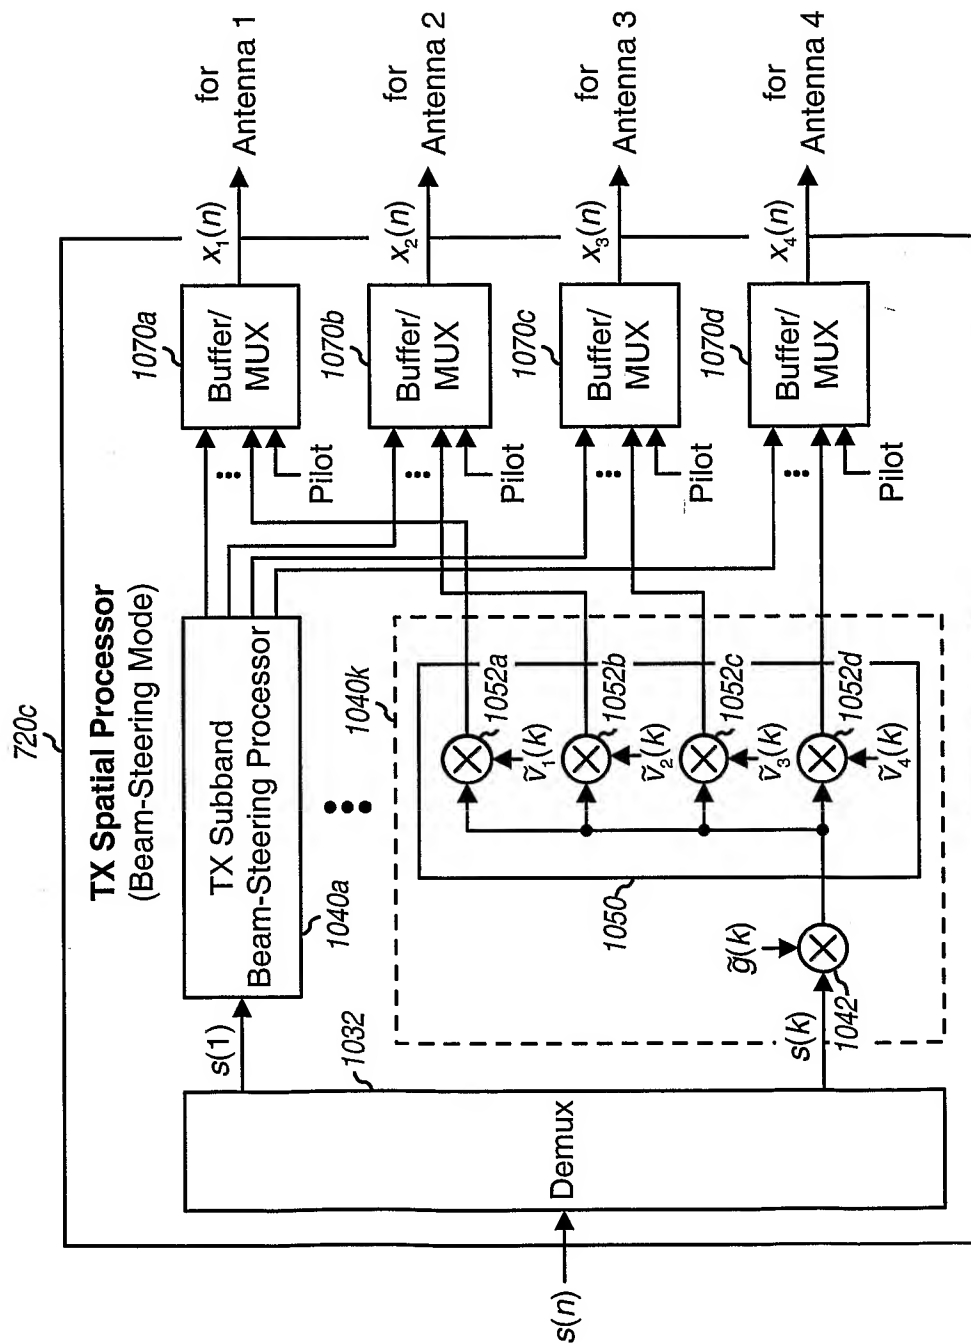 720c
TX Spatial Processor
(Beam-Steering Mode)
s(n)
Demux
1032
s(1)
TX Subband
Beam-Steering Processor
1040a
s(k)
1042
g̃(k)
1040k
1050
1052a
ṽ₁(k)
1052b
ṽ₂(k)
1052c
ṽ₃(k)
1052d
ṽ₄(k)
1070a
Buffer/
MUX
Pilot
x₁(n)
for
Antenna 1
1070b
Buffer/
MUX
Pilot
x₂(n)
for
Antenna 2
1070c
Buffer/
MUX
Pilot
x₃(n)
for
Antenna 3
1070d
Buffer/
MUX
Pilot
x₄(n)
for
Antenna 4